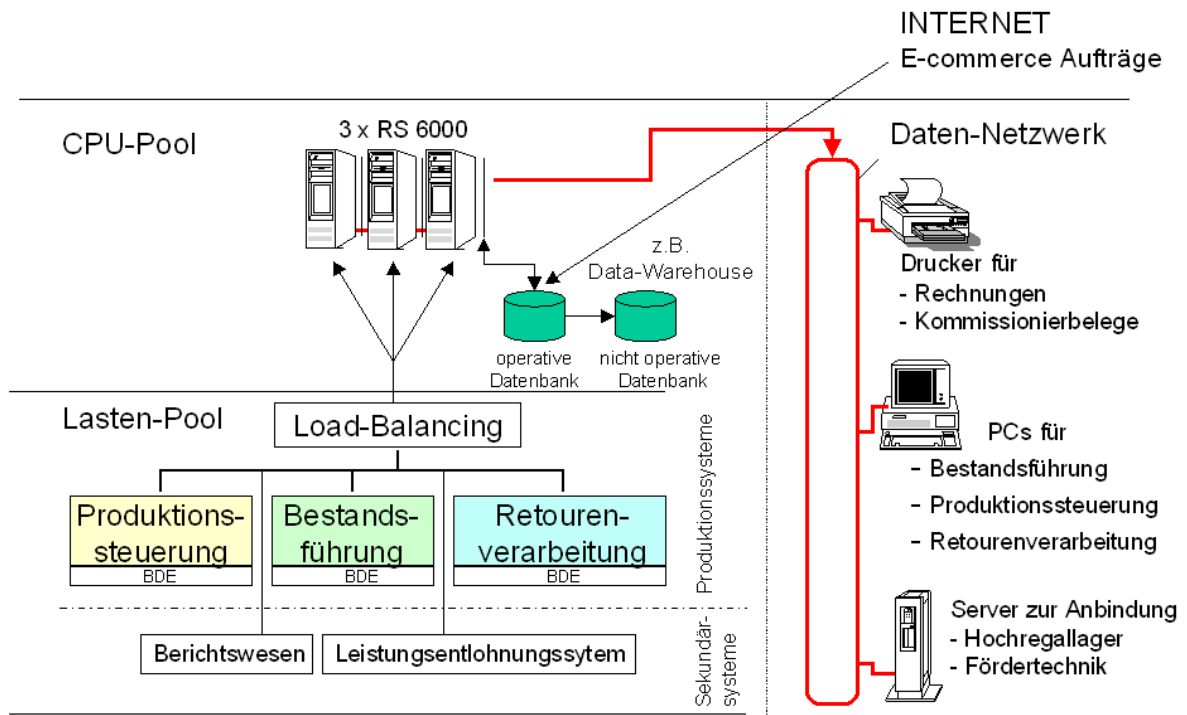 INTERNET
E-commerce Aufträge
CPU-Pool
3 x RS 6000
z.B.
Data-Warehouse
operative
Datenbank
nicht operative
Datenbank
Daten-Netzwerk
Drucker für
- Rechnungen
- Kommissionierbelege
PCs für
- Bestandsführung
- Produktionssteuerung
- Retourenverarbeitung
Server zur Anbindung
- Hochregallager
- Fördertechnik
Lasten-Pool
Load-Balancing
Produktions-
steuerung
BDE
Bestands-
führung
BDE
Retouren-
verarbeitung
BDE
Produktionssysteme
Berichtswesen
Leistungsentlohnungssytem
Sekundär-
systeme